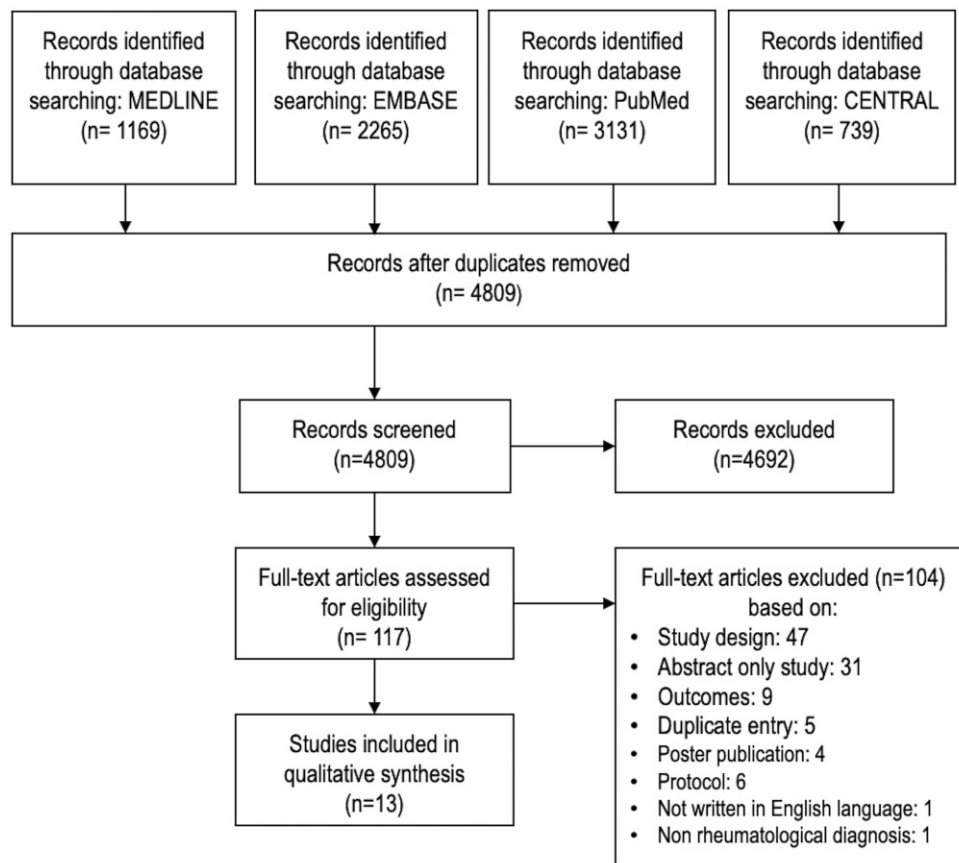 Records identified
through database
searching: MEDLINE
(n= 1169)
Records identified
through database
searching: EMBASE
(n= 2265)
Records identified
through database
searching: PubMed
(n= 3131)
Records identified
through database
searching: CENTRAL
(n= 739)
Records after duplicates removed
(n= 4809)
Records screened
(n=4809)
Records excluded
(n=4692)
Full-text articles assessed
for eligibility
(n= 117)
Full-text articles excluded (n=104)
based on:
• Study design: 47
• Abstract only study: 31
• Outcomes: 9
• Duplicate entry: 5
• Poster publication: 4
• Protocol: 6
• Not written in English language: 1
• Non rheumatological diagnosis: 1
Studies included in
qualitative synthesis
(n=13)